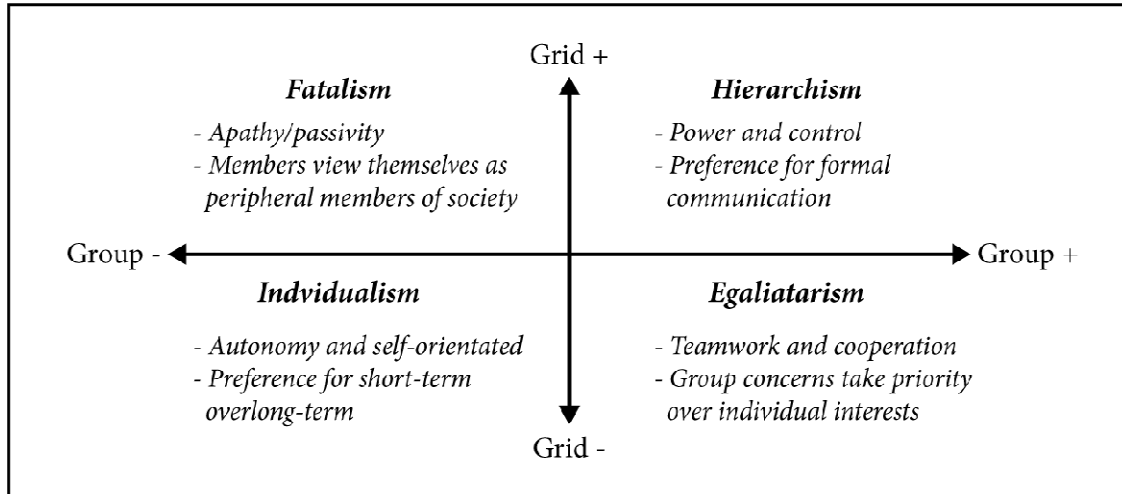 Grid +
Fatalism
- Apathy/passivity
- Members view themselves as
peripheral members of society
Hierarchism
- Power and control
- Preference for formal
communication
Group -
Group +
Indvidualism
- Autonomy and self-orientated
- Preference for short-term
overlong-term
Egaliatarism
- Teamwork and cooperation
- Group concerns take priority
over individual interests
Grid -